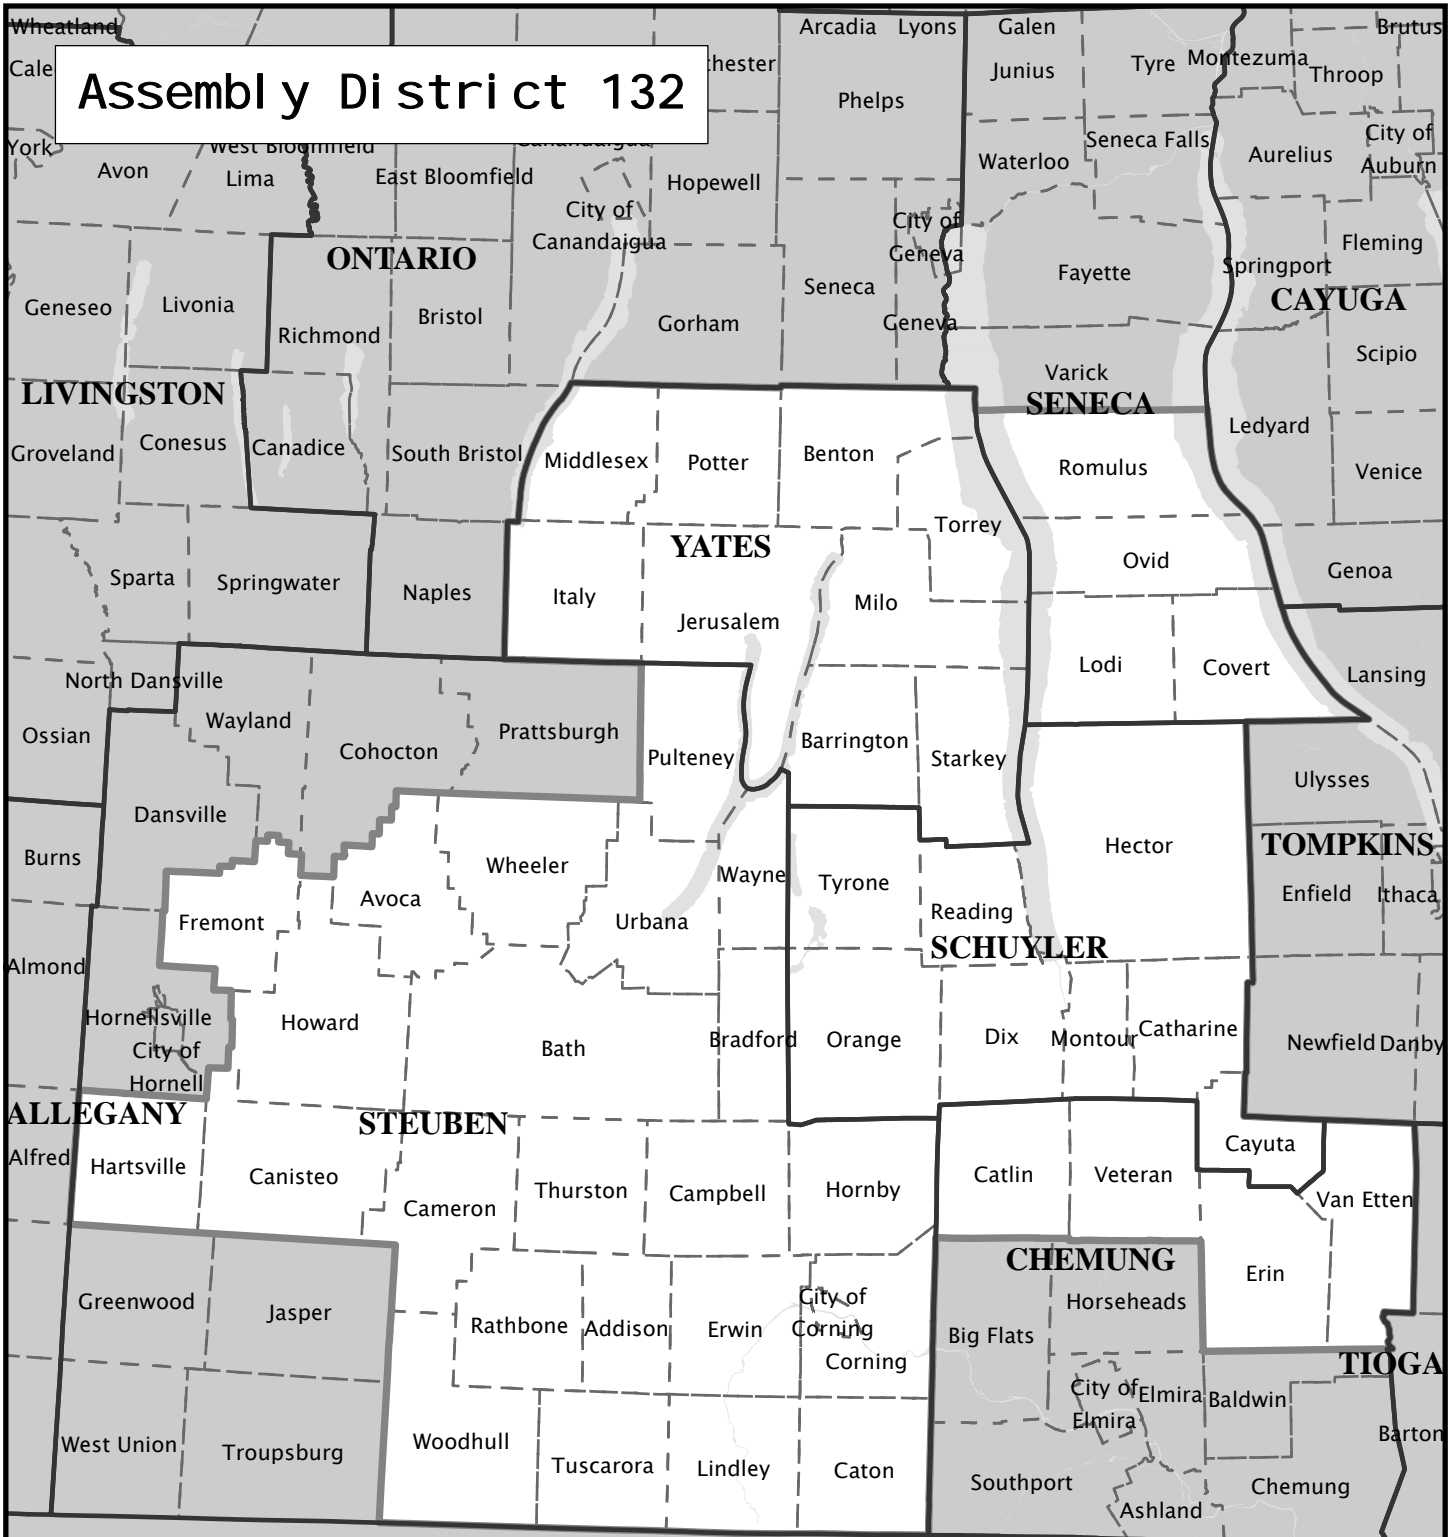 Wheatland
Arcadia
Lyons
Galen
Brutus
Cale
Assembly District 132
chester
Junius
Tyre
Montezuma
Throop
Phelps
York
West Bloomfield
Canandaigua
Seneca Falls
City of
Auburn
Avon
Lima
East Bloomfield
Hopewell
Waterloo
Aurelius
City of
Canandaigua
City of
Geneva
Fleming
ONTARIO
Fayette
Springport
Geneseo
Livonia
Seneca
CAYUGA
Richmond
Bristol
Gorham
Geneva
Scipio
LIVINGSTON
Varick
SENECA
Groveland
Conesus
Canadice
South Bristol
Middlesex
Potter
Benton
Romulus
Ledyard
Venice
Torrey
YATES
Ovid
Genoa
Sparta
Springwater
Naples
Italy
Jerusalem
Milo
Lodi
Covert
Lansing
North Dansville
Wayland
Ossian
Cohocton
Prattsburgh
Pulteney
Barrington
Starkey
Ulysses
Dansville
Burns
Wheeler
Hector
TOMPKINS
Avoca
Wayne
Tyrone
Enfield
Ithaca
Fremont
Urbana
Reading
SCHUYLER
Almond
Hornellsville
City of
Hornell
Howard
Bath
Bradford
Orange
Dix
Montour
Catharine
Newfield
Danby
ALLEGANY
STEUBEN
Alfred
Hartsville
Canisteo
Cameron
Thurston
Campbell
Hornby
Catlin
Veteran
Cayuta
Van Etten
CHEMUNG
Erin
Greenwood
Jasper
Rathbone
Addison
Erwin
City of
Corning
Corning
Big Flats
Horseheads
TIOGA
City of
Elmira
Elmira
Baldwin
Barton
West Union
Troupsburg
Woodhull
Tuscarora
Lindley
Caton
Southport
Ashland
Chemung